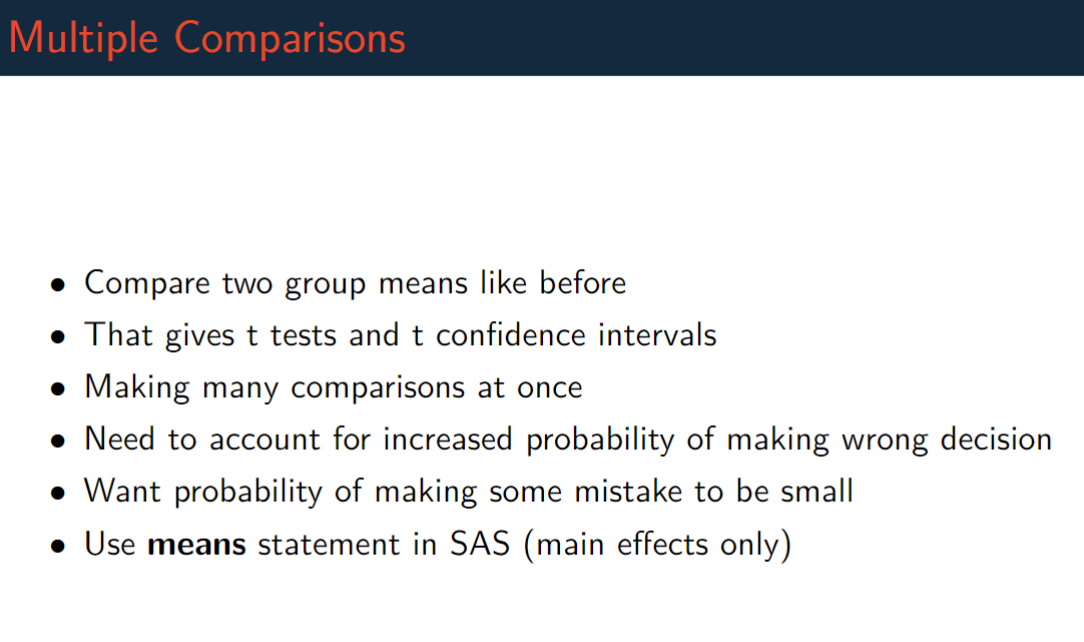 Multiple Comparisons
• Compare two group means like before
• That gives t tests and t confidence intervals
• Making many comparisons at once
• Need to account for increased probability of making wrong decision
• Want probability of making some mistake to be small
• Use means statement in SAS (main effects only)